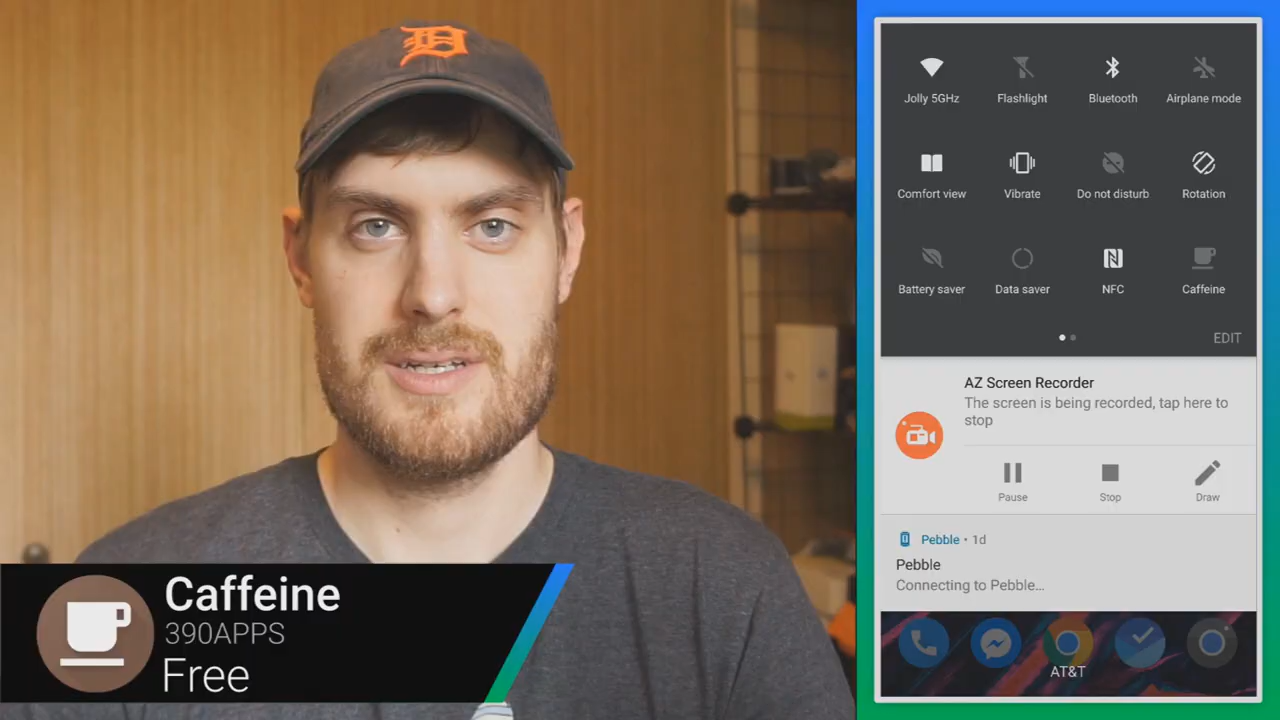 D
Caffeine
390APPS
Free
Jolly 5GHz
Flashlight
Bluetooth
Airplane mode
Comfort view
Vibrate
Do not disturb
Rotation
Battery saver
Data saver
NFC
Caffeine
EDIT
AZ Screen Recorder
The screen is being recorded, tap here to
stop
Pause
Stop
Draw
Pebble • 1d
Pebble
Connecting to Pebble...
AT&T